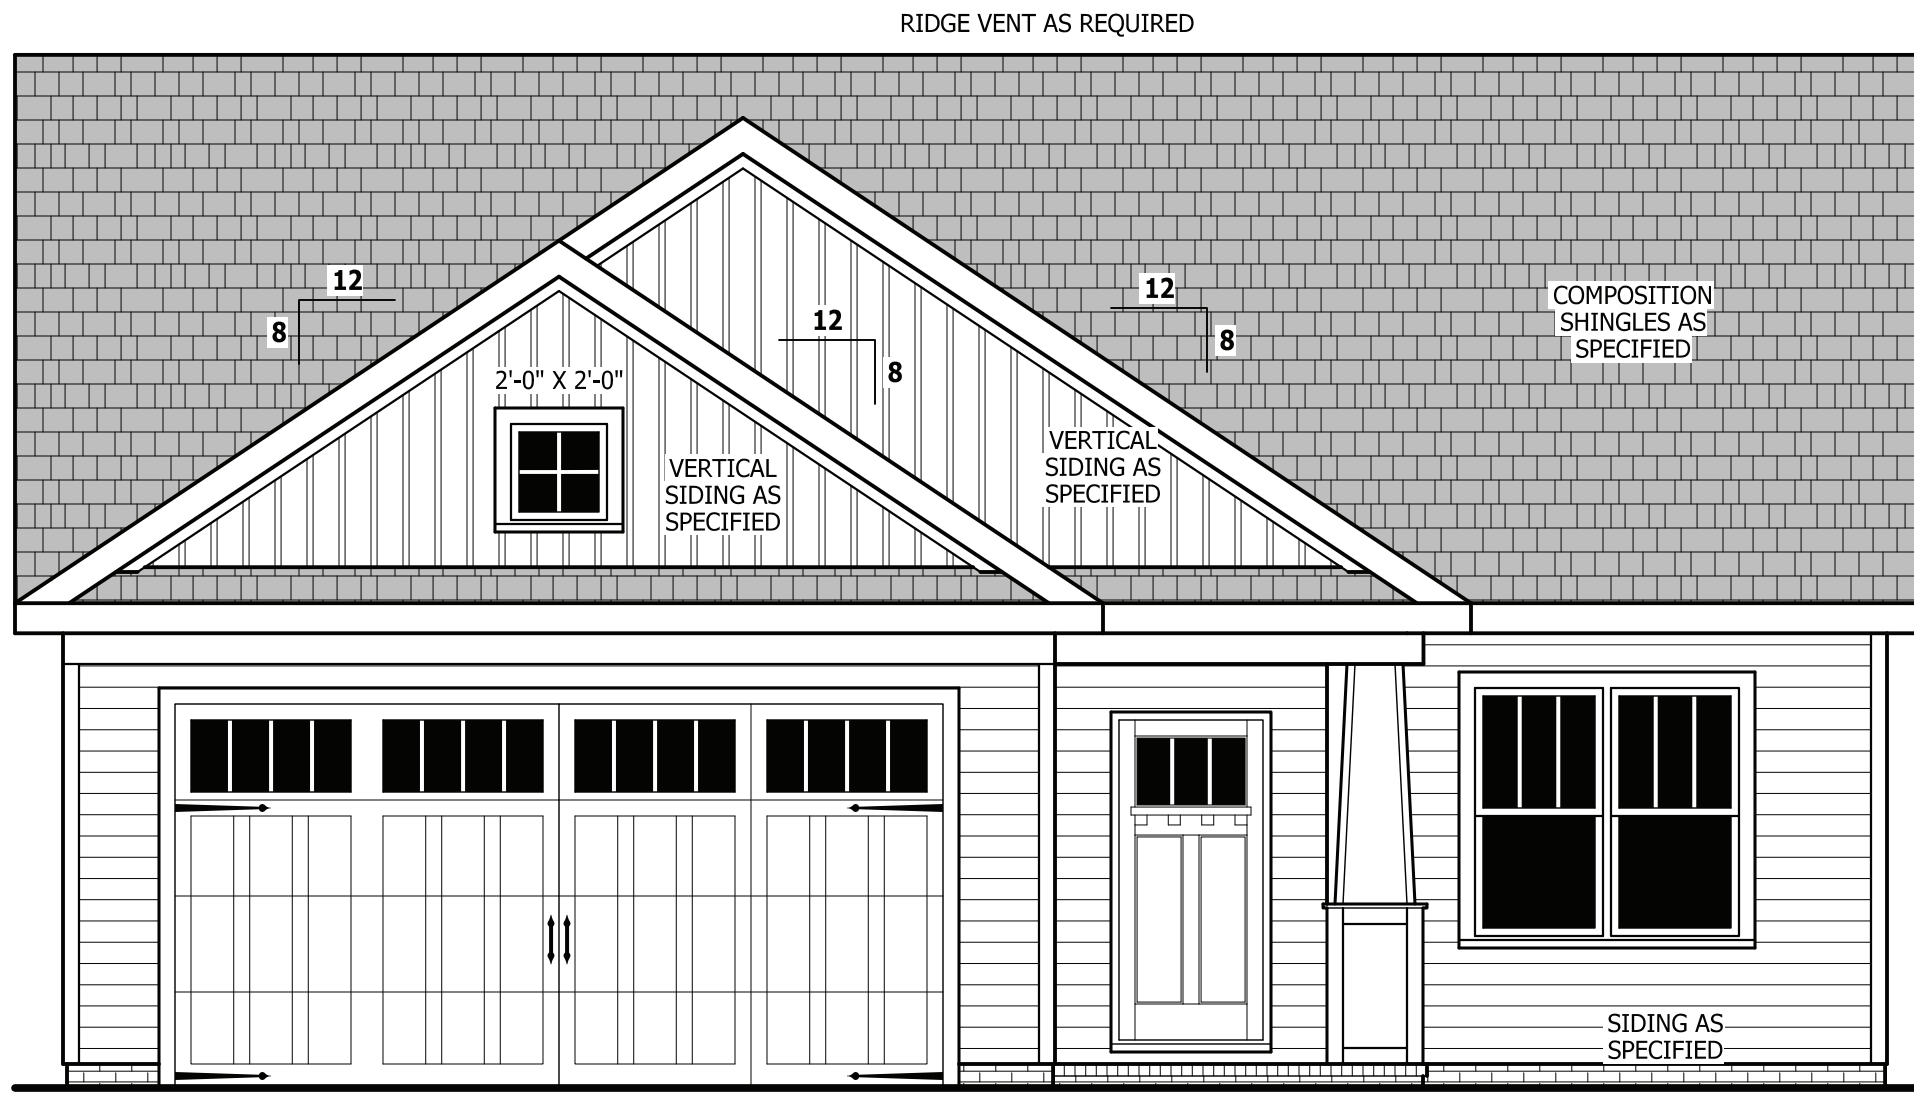 RIDGE VENT AS REQUIRED
12
8
12
8
12
8
COMPOSITION
SHINGLES AS
SPECIFIED
2'-0" X 2'-0"
VERTICAL
SIDING AS
SPECIFIED
VERTICAL
SIDING AS
SPECIFIED
SIDING AS
SPECIFIED